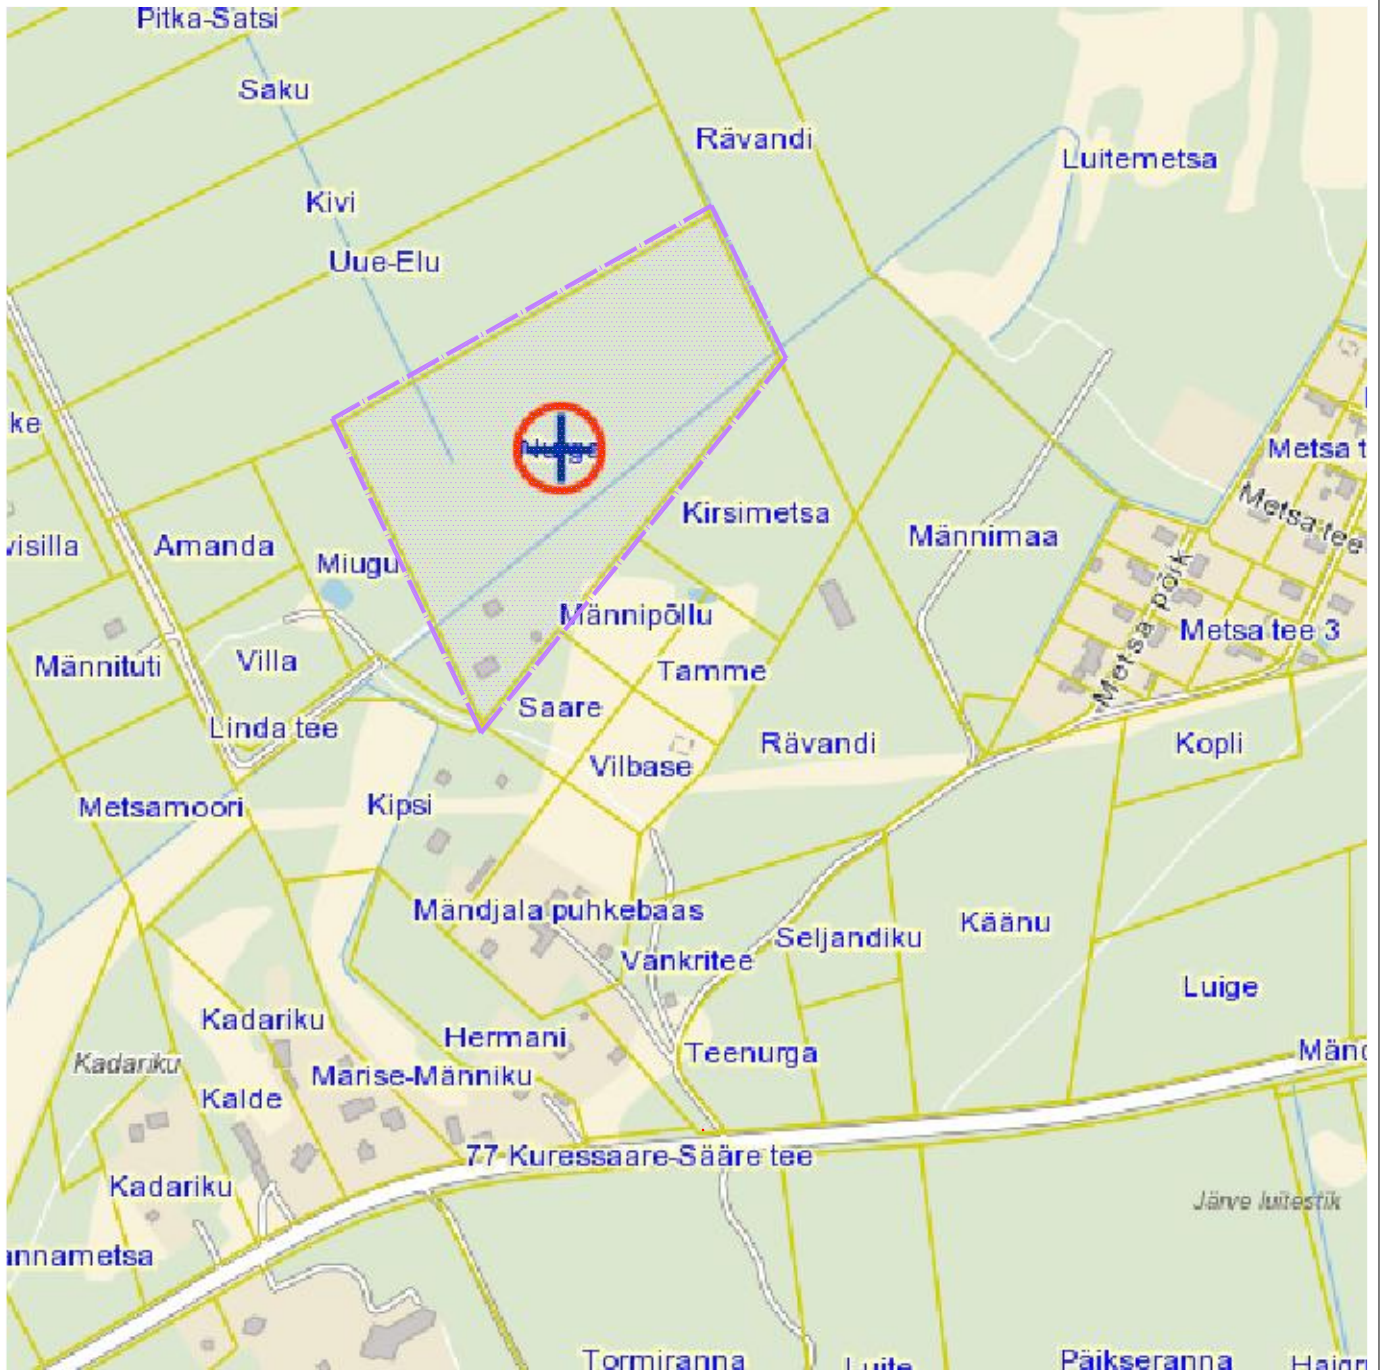 Pitka-Satsi
Saku
Rävandi
Luitemetsa
Kivi
Uue-Elu
ke
Metsa t
Metsa tee
Kirsimetsa
Männimaa
visilla
Amanda
Miugu
Metsa põik
Männipõllu
Metsa tee 3
Männituti
Villa
Tamme
Saare
Linda tee
Rävandi
Kopli
Vilbase
Metsamoori
Kipsi
Mändjala puhkebaas
Seljandiku
Käänu
Vankritee
Luige
Kadariku
Hermani
Teenurga
Mänd
Kadariku
Marise-Männiku
Kalde
77 Kuressaare-Sääre tee
Kadariku
Järve luitestik
annametsa
Tormiranna
Luite
Päikseranna